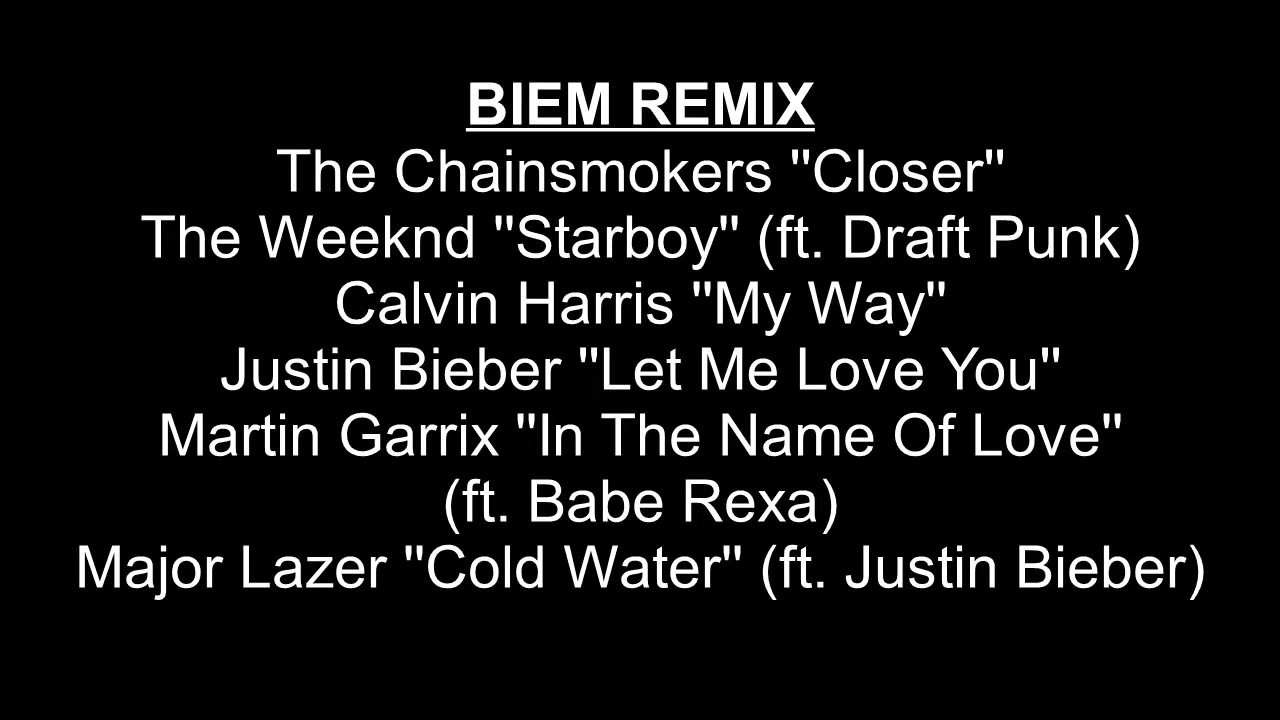 BIEM REMIX
The Chainsmokers "Closer"
The Weeknd "Starboy" (ft. Draft Punk)
Calvin Harris "My Way"
Justin Bieber "Let Me Love You"
Martin Garrix "In The Name Of Love"
(ft. Babe Rexa)
Major Lazer "Cold Water" (ft. Justin Bieber)